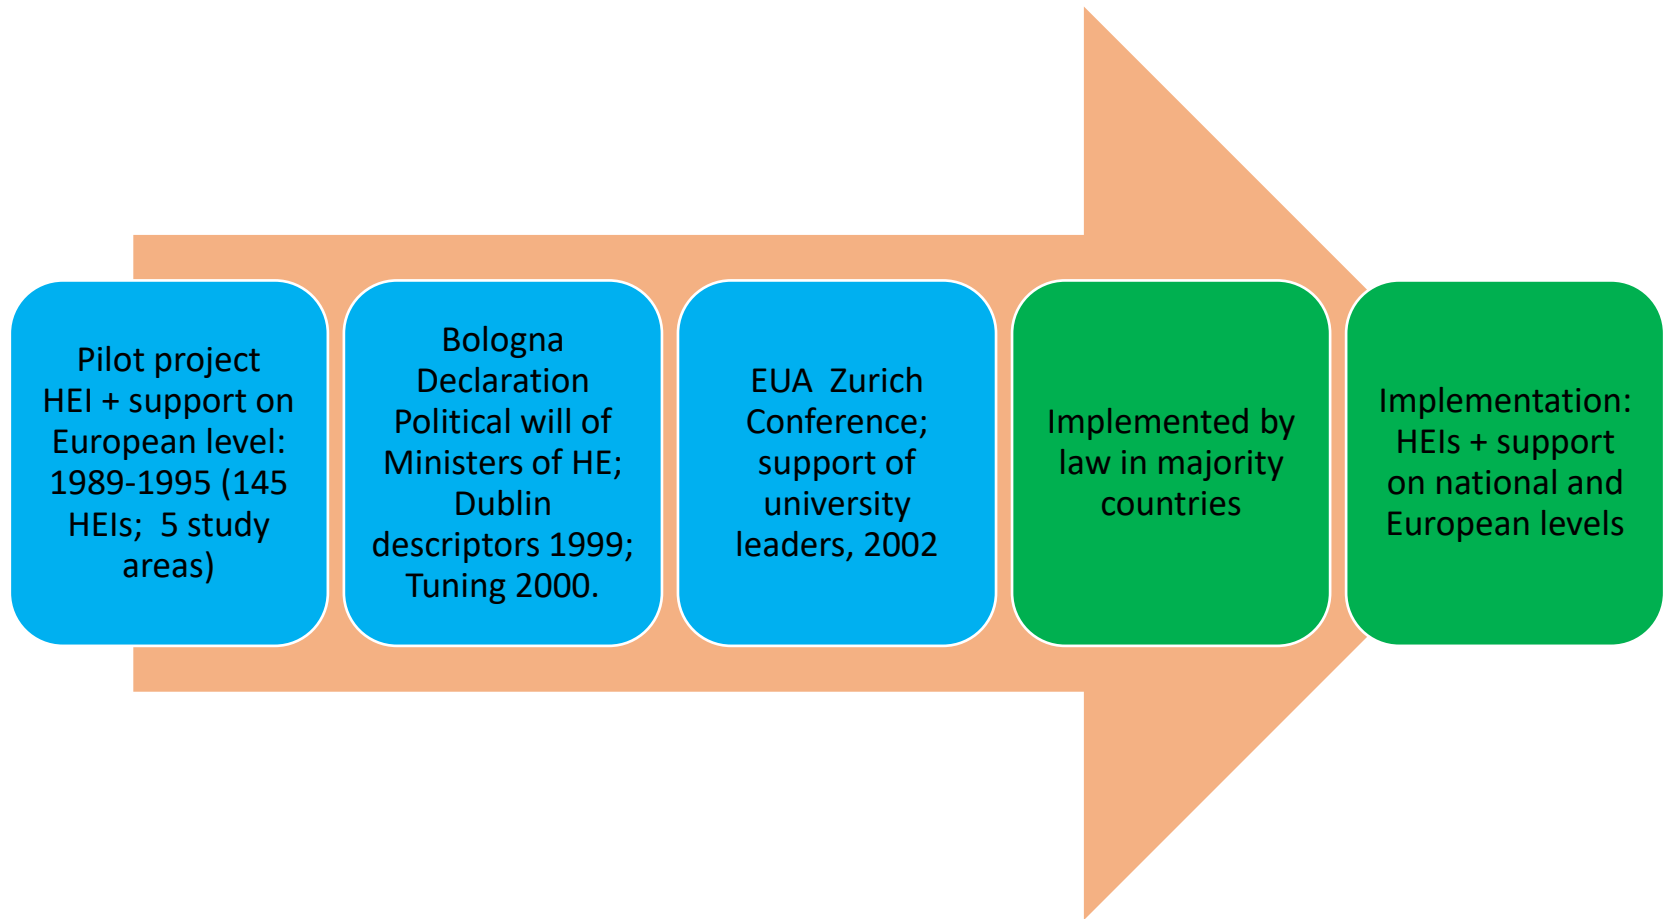 Pilot project
HEI + support on
European level:
1989-1995 (145
HEIs;  5 study
areas)
Bologna
Declaration
Political will of
Ministers of HE;
Dublin
descriptors 1999;
Tuning 2000.
EUA  Zurich
Conference;
support of
university
leaders, 2002
Implemented by
law in majority
countries
Implementation:
HEIs + support
on national and
European levels